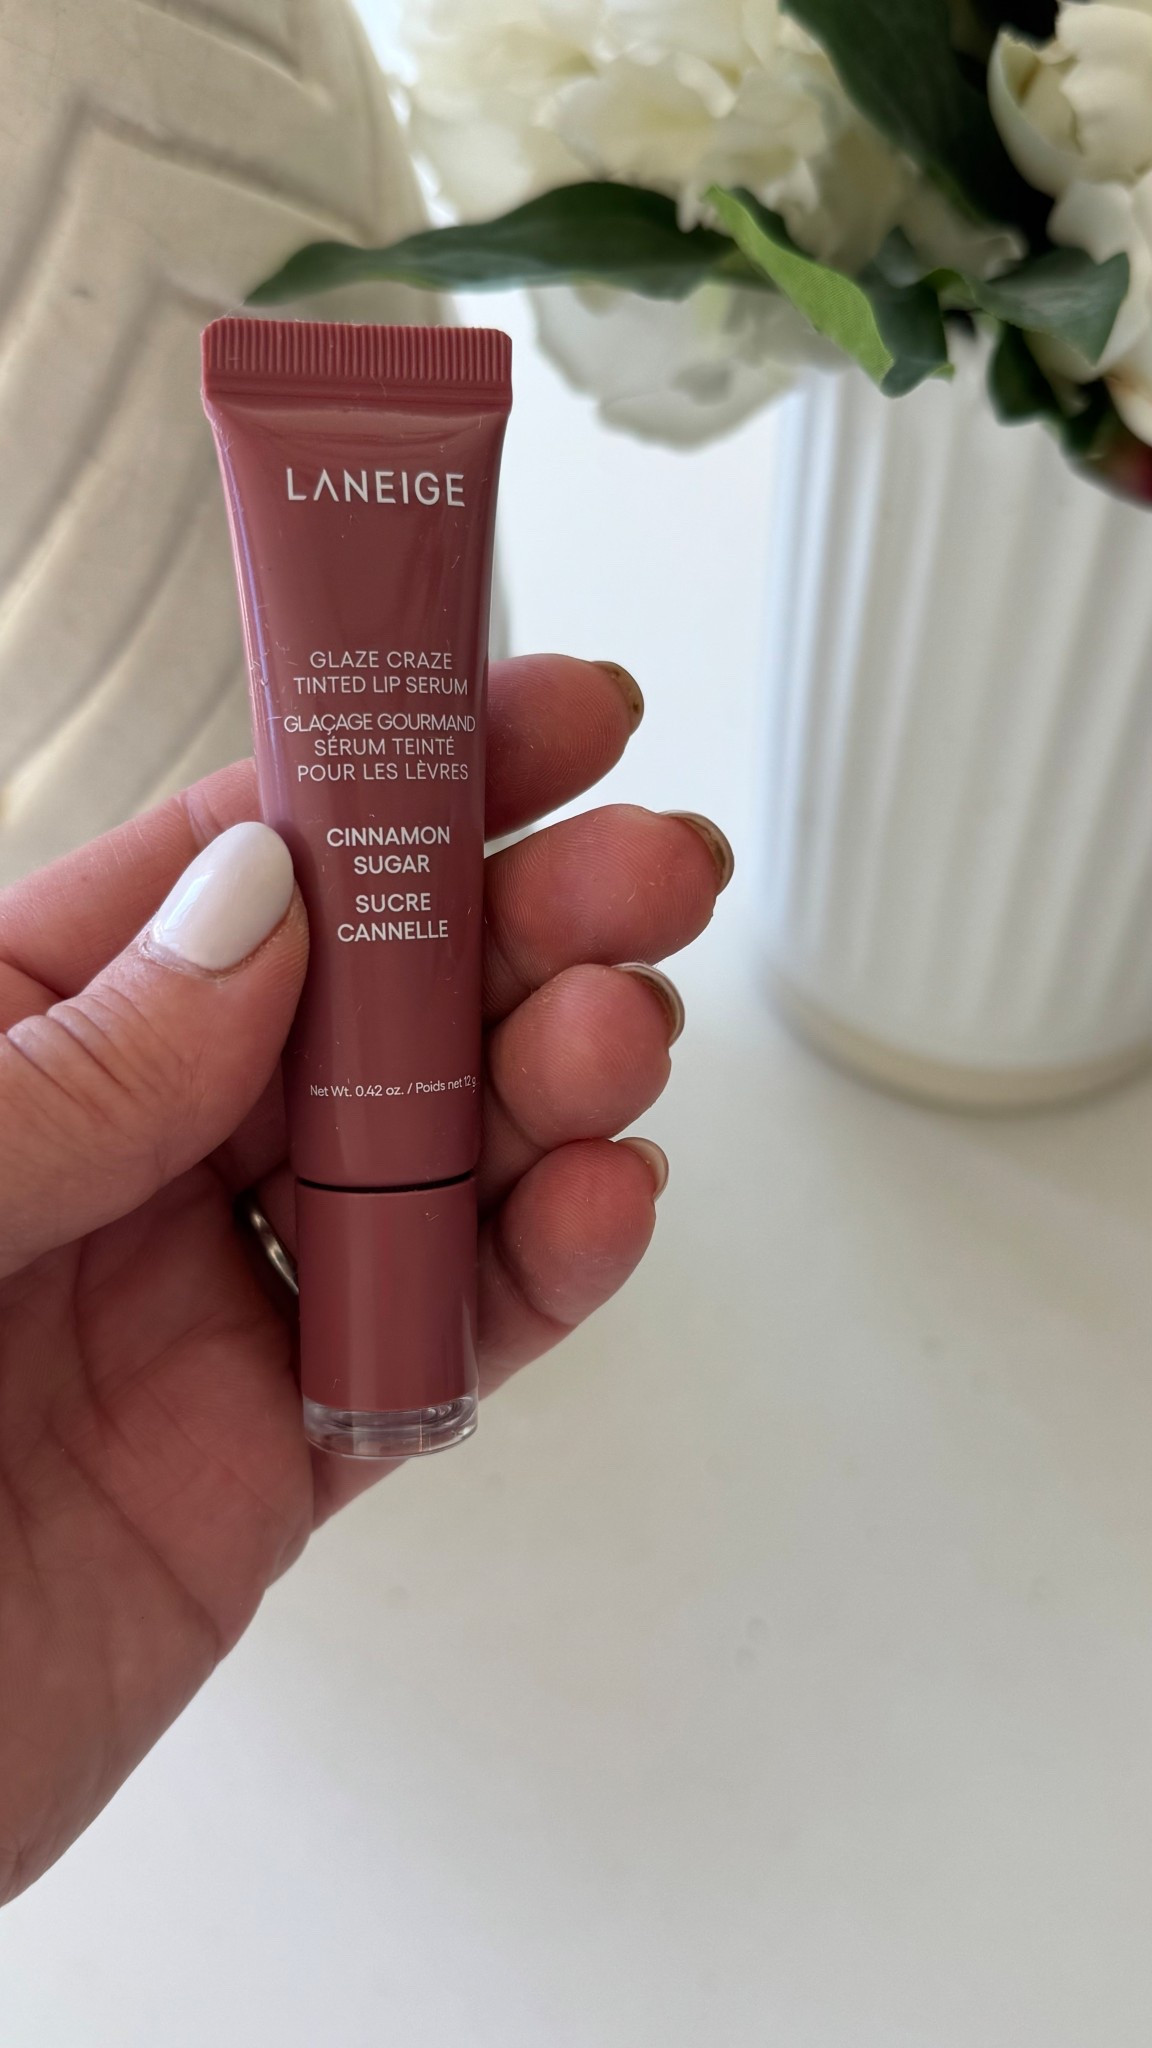 LANEIGE
GLAZE CRAZE
TINTED LIP SERUM
GLAÇAGE GOURMAND
SÉRUM TEINTÉ
POUR LES LÈVRES
CINNAMON
SUGAR
SUCRE
CANNELLE
Net Wt. 0.42 oz. / Poids net 12 g